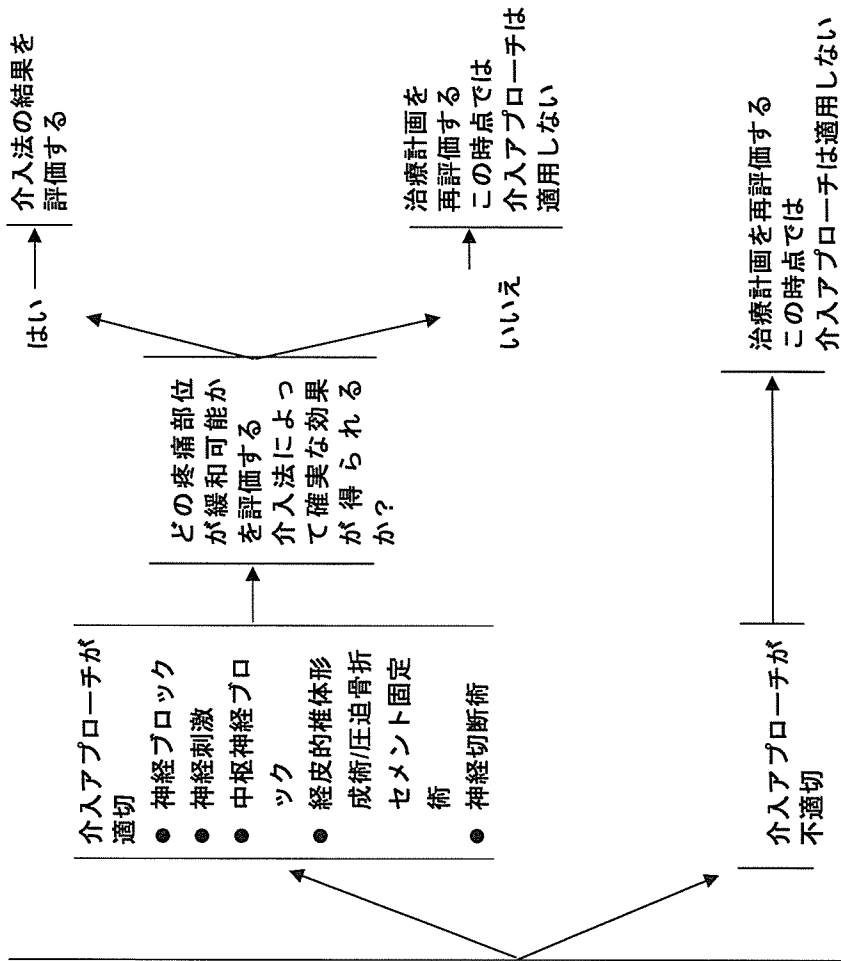 介入アプローチが
適切
● 神経ブロック
● 神経刺激
● 中枢神経ブロ
ック
● 経皮的椎体形
成術/圧迫骨折
セメント固定
術
● 神経切断術
どの疼痛部位
が緩和可能か
を評価する
介入法によっ
て確実な効果
が得られる
か?
はい
介入法の結果を
評価する
いいえ
治療計画を
再評価する
この時点では
介入アプローチは
適用しない
介入アプローチが
不適切
治療計画を再評価する
この時点では
介入アプローチは適用しない